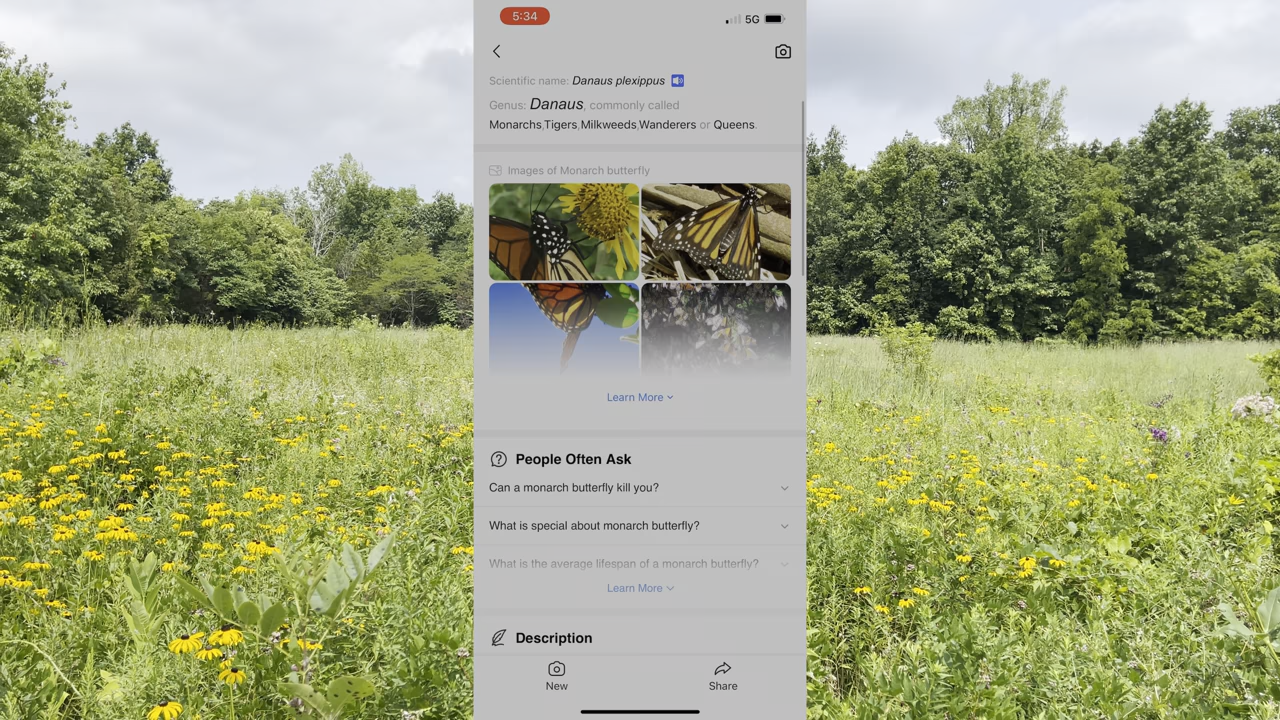 5:34
5G
Scientific name: Danaus plexippus
Genus: Danaus, commonly called
Monarchs,Tigers,Milkweeds,Wanderers or Queens.
Images of Monarch butterfly
Learn More
People Often Ask
Can a monarch butterfly kill you?
What is special about monarch butterfly?
What is the average lifespan of a monarch butterfly?
Learn More
Description
New
Share